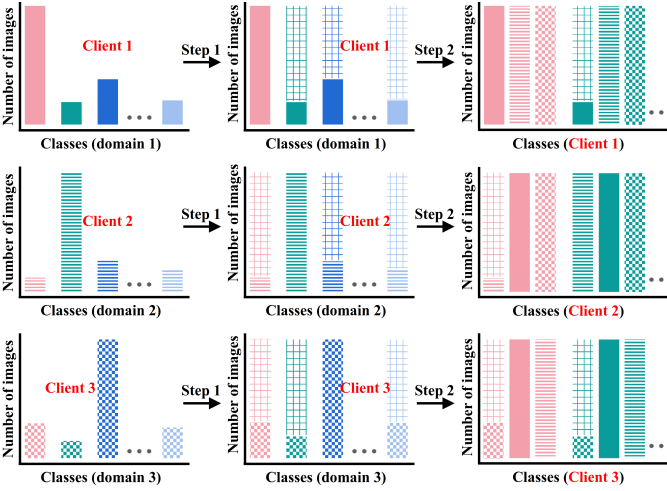 Number of images
Client 1
Classes (domain 1)
Step 1
Number of images
Client 1
Classes (domain 1)
Step 2
Number of images
Classes (Client 1)
Number of images
Client 2
Classes (domain 2)
Step 1
Number of images
Client 2
Classes (domain 2)
Step 2
Number of images
Classes (Client 2)
Number of images
Client 3
Classes (domain 3)
Step 1
Number of images
Client 3
Classes (domain 3)
Step 2
Number of images
Classes (Client 3)